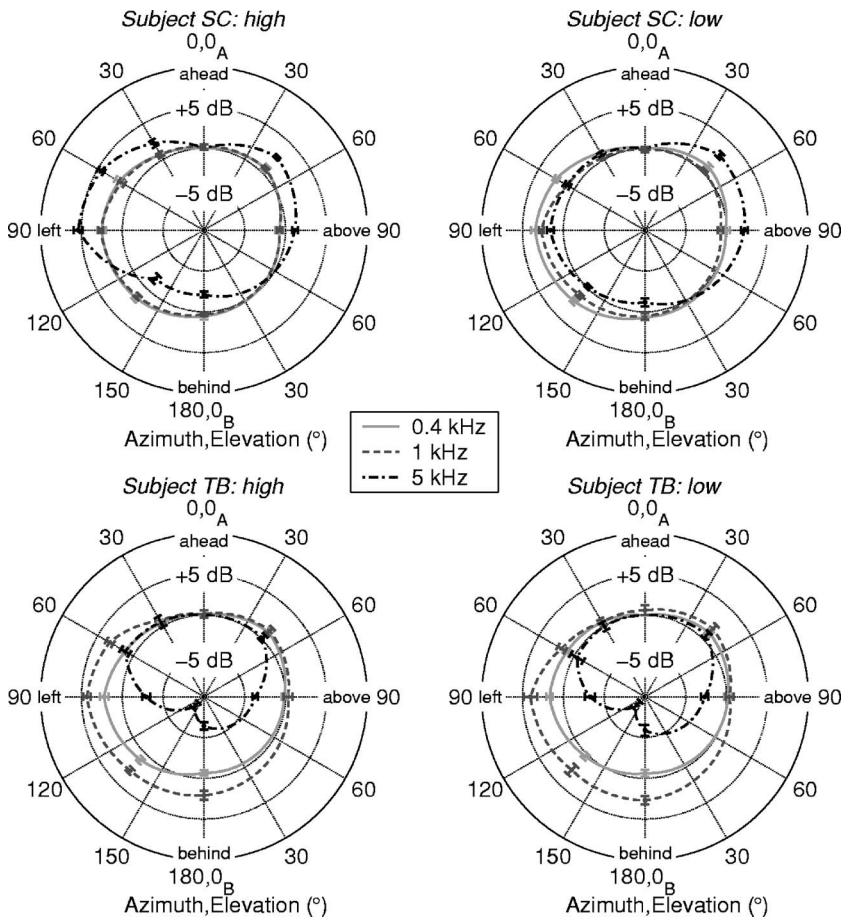 Subject SC: high
0,0A
30 ahead 30
+5 dB
60 60
−5 dB
90 left above 90
120 60
150 behind 30
180,0B
Azimuth,Elevation (°)
Subject SC: low
0,0A
30 ahead 30
+5 dB
60 60
−5 dB
90 left above 90
120 60
150 behind 30
180,0B
Azimuth,Elevation (°)
0.4 kHz
1 kHz
5 kHz
Subject TB: high
0,0A
30 ahead 30
+5 dB
60 60
−5 dB
90 left above 90
120 60
150 behind 30
180,0B
Azimuth,Elevation (°)
Subject TB: low
0,0A
30 ahead 30
+5 dB
60 60
−5 dB
90 left above 90
120 60
150 behind 30
180,0B
Azimuth,Elevation (°)